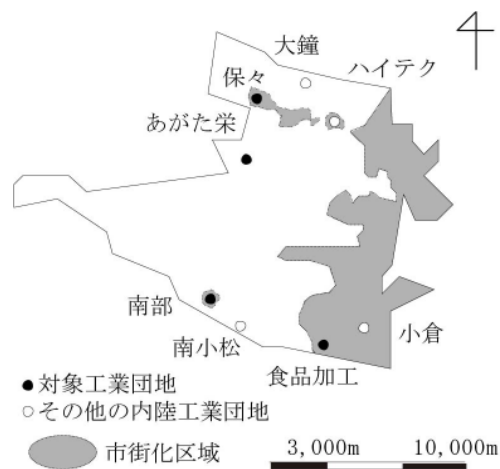 大鐘
ハイテク
保々
あがた栄
南部
南小松
小倉
食品加工
●対象工業団地
○その他の内陸工業団地
市街化区域
3,000m 10,000m